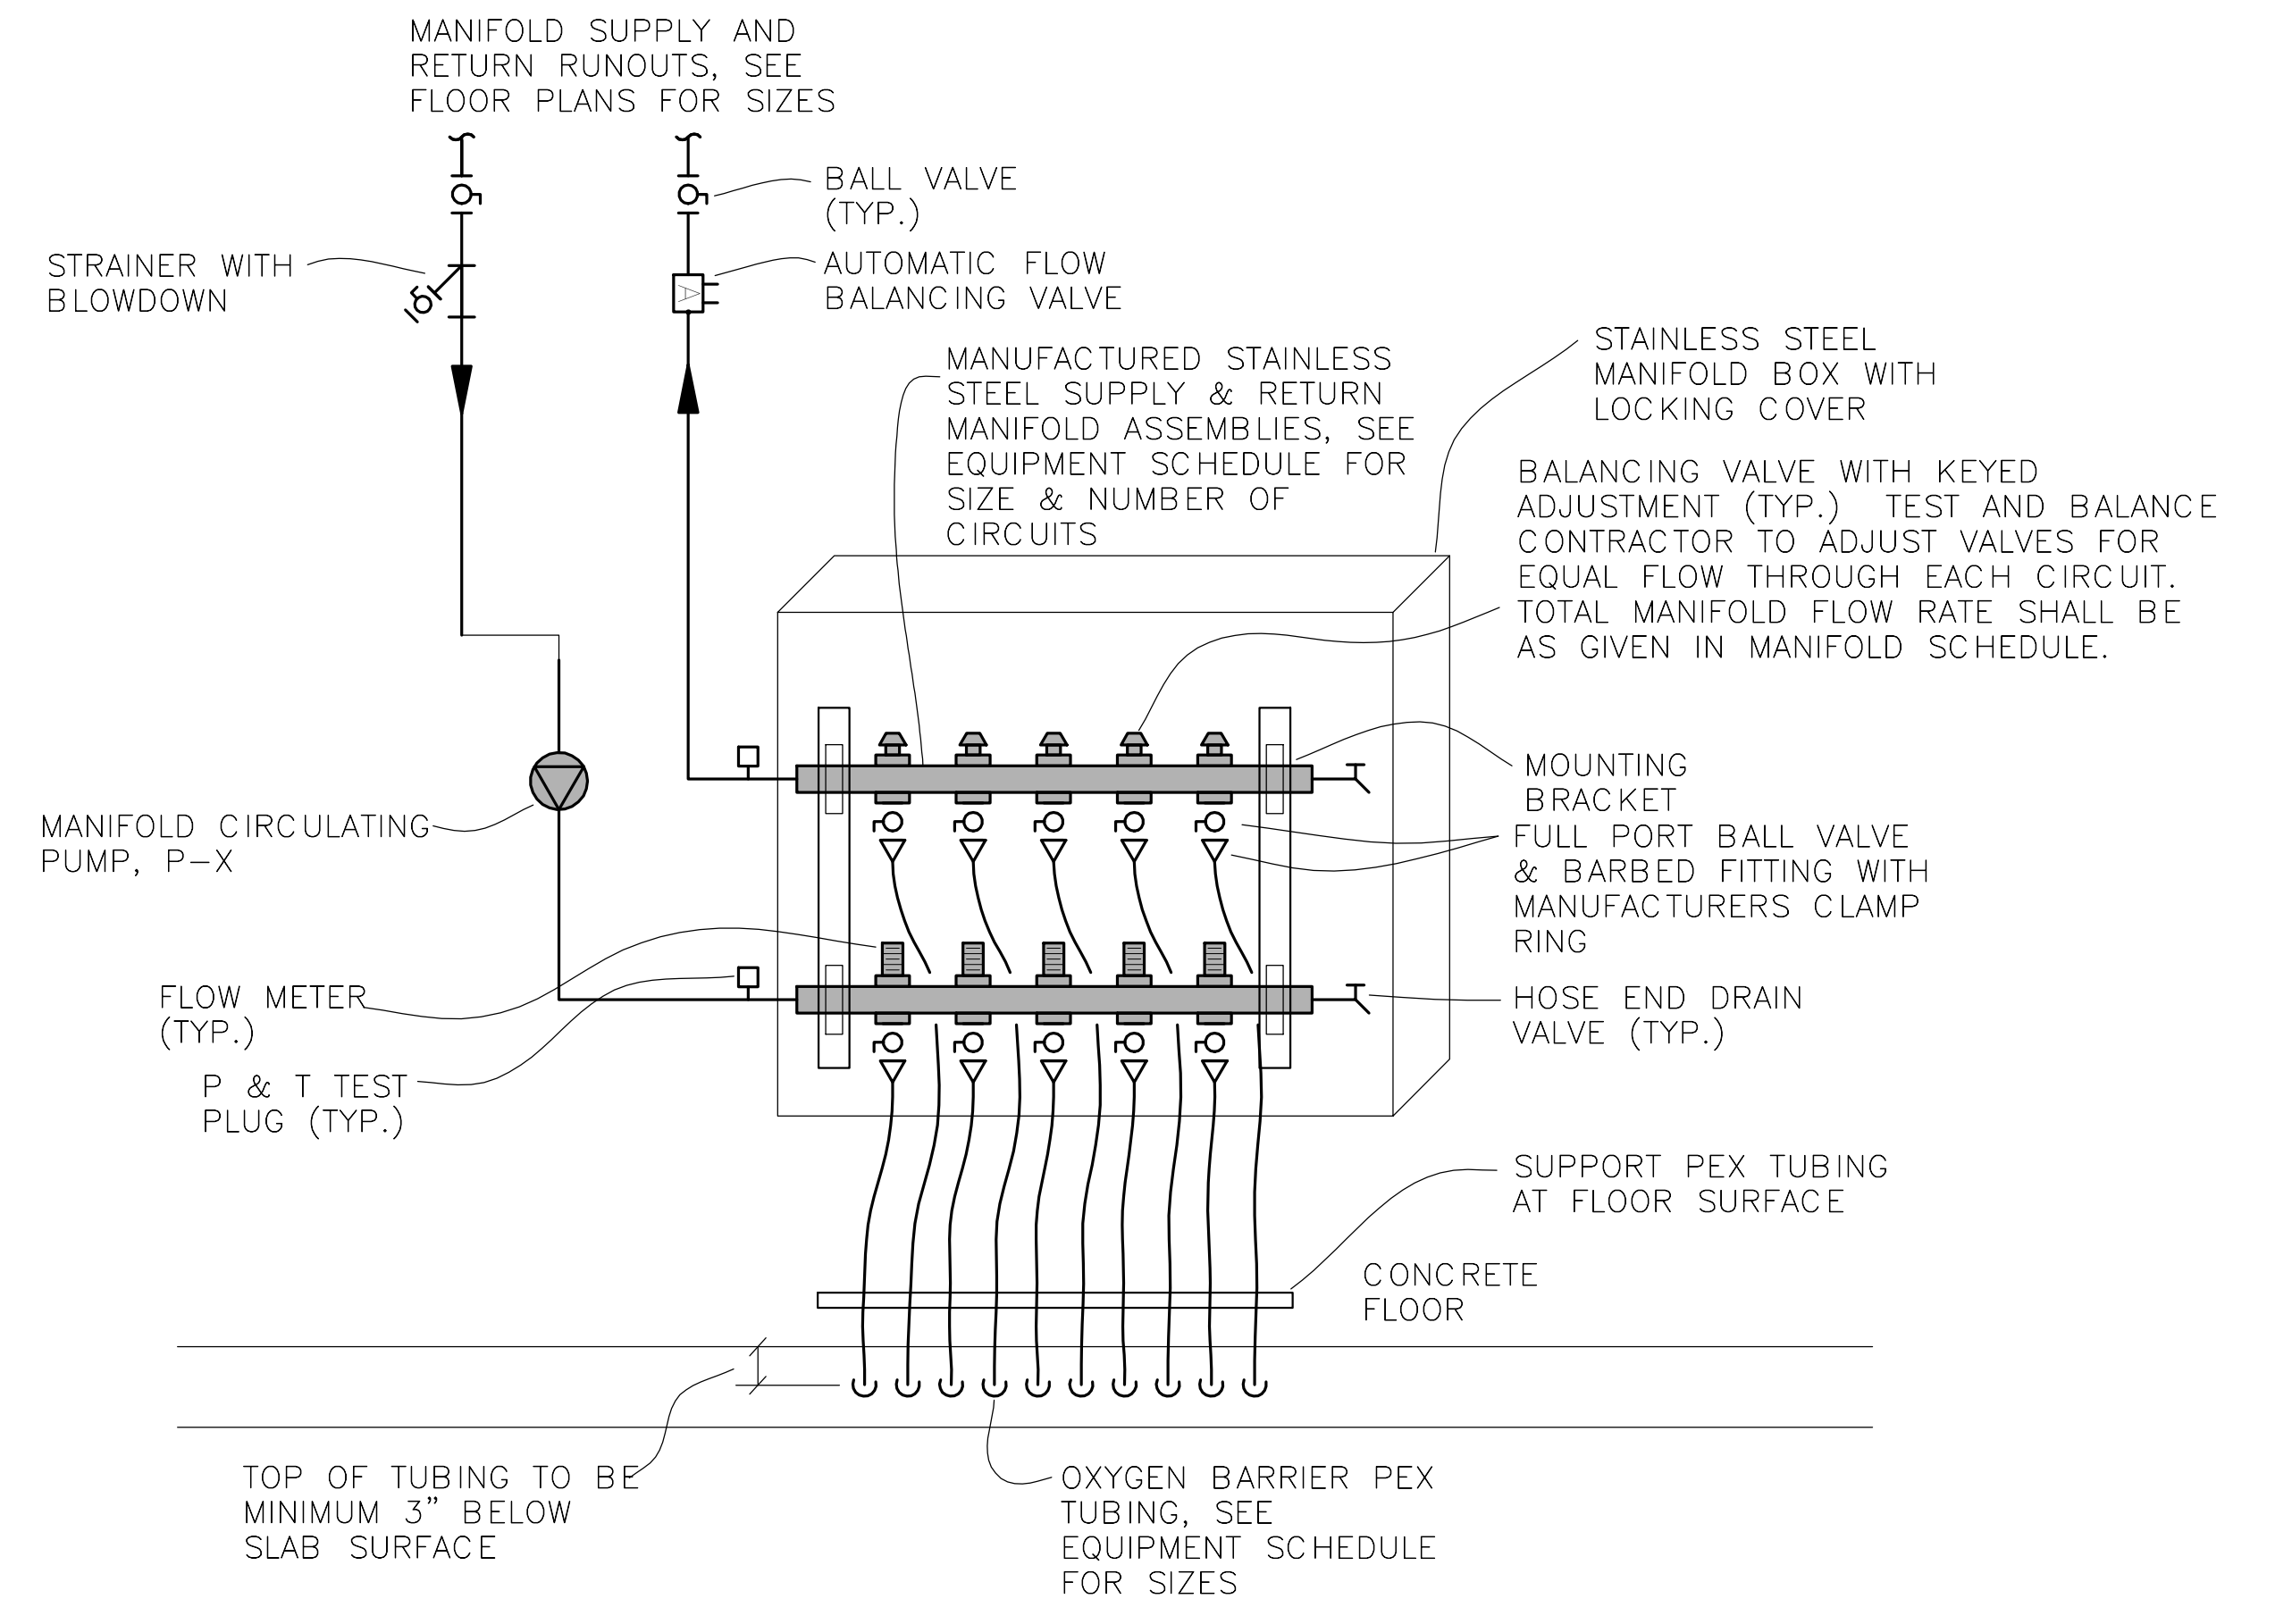 MANIFOLD SUPPLY AND
RETURN RUNOUTS, SEE
FLOOR PLANS FOR SIZES
BALL VALVE
(TYP.)
STRAINER WITH
BLOWDOWN
AUTOMATIC FLOW
BALANCING VALVE
A
MANUFACTURED STAINLESS
STEEL SUPPLY & RETURN
MANIFOLD ASSEMBLIES, SEE
EQUIPMENT SCHEDULE FOR
SIZE & NUMBER OF
CIRCUITS
STAINLESS STEEL
MANIFOLD BOX WITH
LOCKING COVER
BALANCING VALVE WITH KEYED
ADJUSTMENT (TYP.) TEST AND BALANCE
CONTRACTOR TO ADJUST VALVES FOR
EQUAL FLOW THROUGH EACH CIRCUIT.
TOTAL MANIFOLD FLOW RATE SHALL BE
AS GIVEN IN MANIFOLD SCHEDULE.
MOUNTING
BRACKET
MANIFOLD CIRCULATING
PUMP, P-X
FULL PORT BALL VALVE
& BARBED FITTING WITH
MANUFACTURERS CLAMP
RING
FLOW METER
(TYP.)
HOSE END DRAIN
VALVE (TYP.)
P & T TEST
PLUG (TYP.)
SUPPORT PEX TUBING
AT FLOOR SURFACE
CONCRETE
FLOOR
TOP OF TUBING TO BE
MINIMUM 3" BELOW
SLAB SURFACE
OXYGEN BARRIER PEX
TUBING, SEE
EQUIPMENT SCHEDULE
FOR SIZES